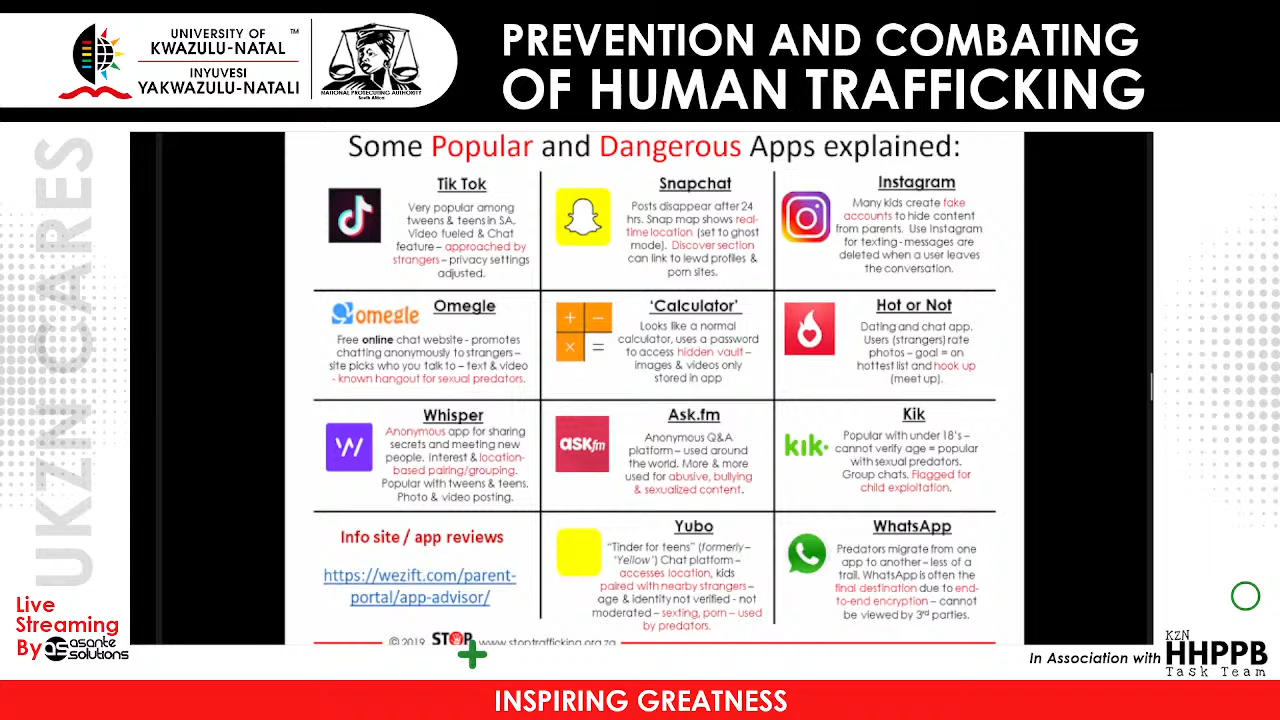 UNIVERSITY OF
KWAZULU-NATAL
TM
INYUVESI
YAKWAZULU-NATALI
NATIONAL PROSECUTING AUTHORITY
South Africa
PREVENTION AND COMBATING
OF HUMAN TRAFFICKING
UKZN CARES
Some Popular and Dangerous Apps explained:
Tik Tok
Very popular among
tweens & teens in SA.
Video fueled & Chat
feature – approached by
strangers – privacy settings
adjusted.
Snapchat
Posts disappear after 24
hrs. Snap map shows real-
time location (set to ghost
mode). Discover section
can link to lewd profiles &
porn sites.
Instagram
Many kids create fake
accounts to hide content
from parents. Use Instagram
for texting - messages are
deleted when a user leaves
the conversation.
omegle
Omegle
Free online chat website - promotes
chatting anonymously to strangers –
site picks who you talk to – text & video
- known hangout for sexual predators.
'Calculator'
Looks like a normal
calculator, uses a password
to access hidden vault –
images & videos only
stored in app
Hot or Not
Dating and chat app.
Users (strangers) rate
photos – goal = on
hottest list and hook up
(meet up).
Whisper
Anonymous app for sharing
secrets and meeting new
people. Interest & location-
based pairing/grouping.
Popular with tweens & teens.
Photo & video posting.
ASKfm
Ask.fm
Anonymous Q&A
platform – used around
the world. More & more
used for abusive, bullying
& sexualized content.
kik.
Kik
Popular with under 18's –
cannot verify age = popular
with sexual predators.
Group chats. Flagged for
child exploitation.
Info site / app reviews
https://wezift.com/parent-
portal/app-advisor/
Yubo
"Tinder for teens" (formerly –
'Yellow') Chat platform –
accesses location, kids
paired with nearby strangers –
age & identity not verified - not
moderated – sexting, porn – used
by predators.
WhatsApp
Predators migrate from one
app to another – less of a
trail. WhatsApp is often the
final destination due to end-
to-end encryption – cannot
be viewed by 3rd parties.
© 2019 STOP www.stoptrafficking.org.za
Live
Streaming
By asante
solutions
In Association with
KZN
HHPPB
Task Team
INSPIRING GREATNESS